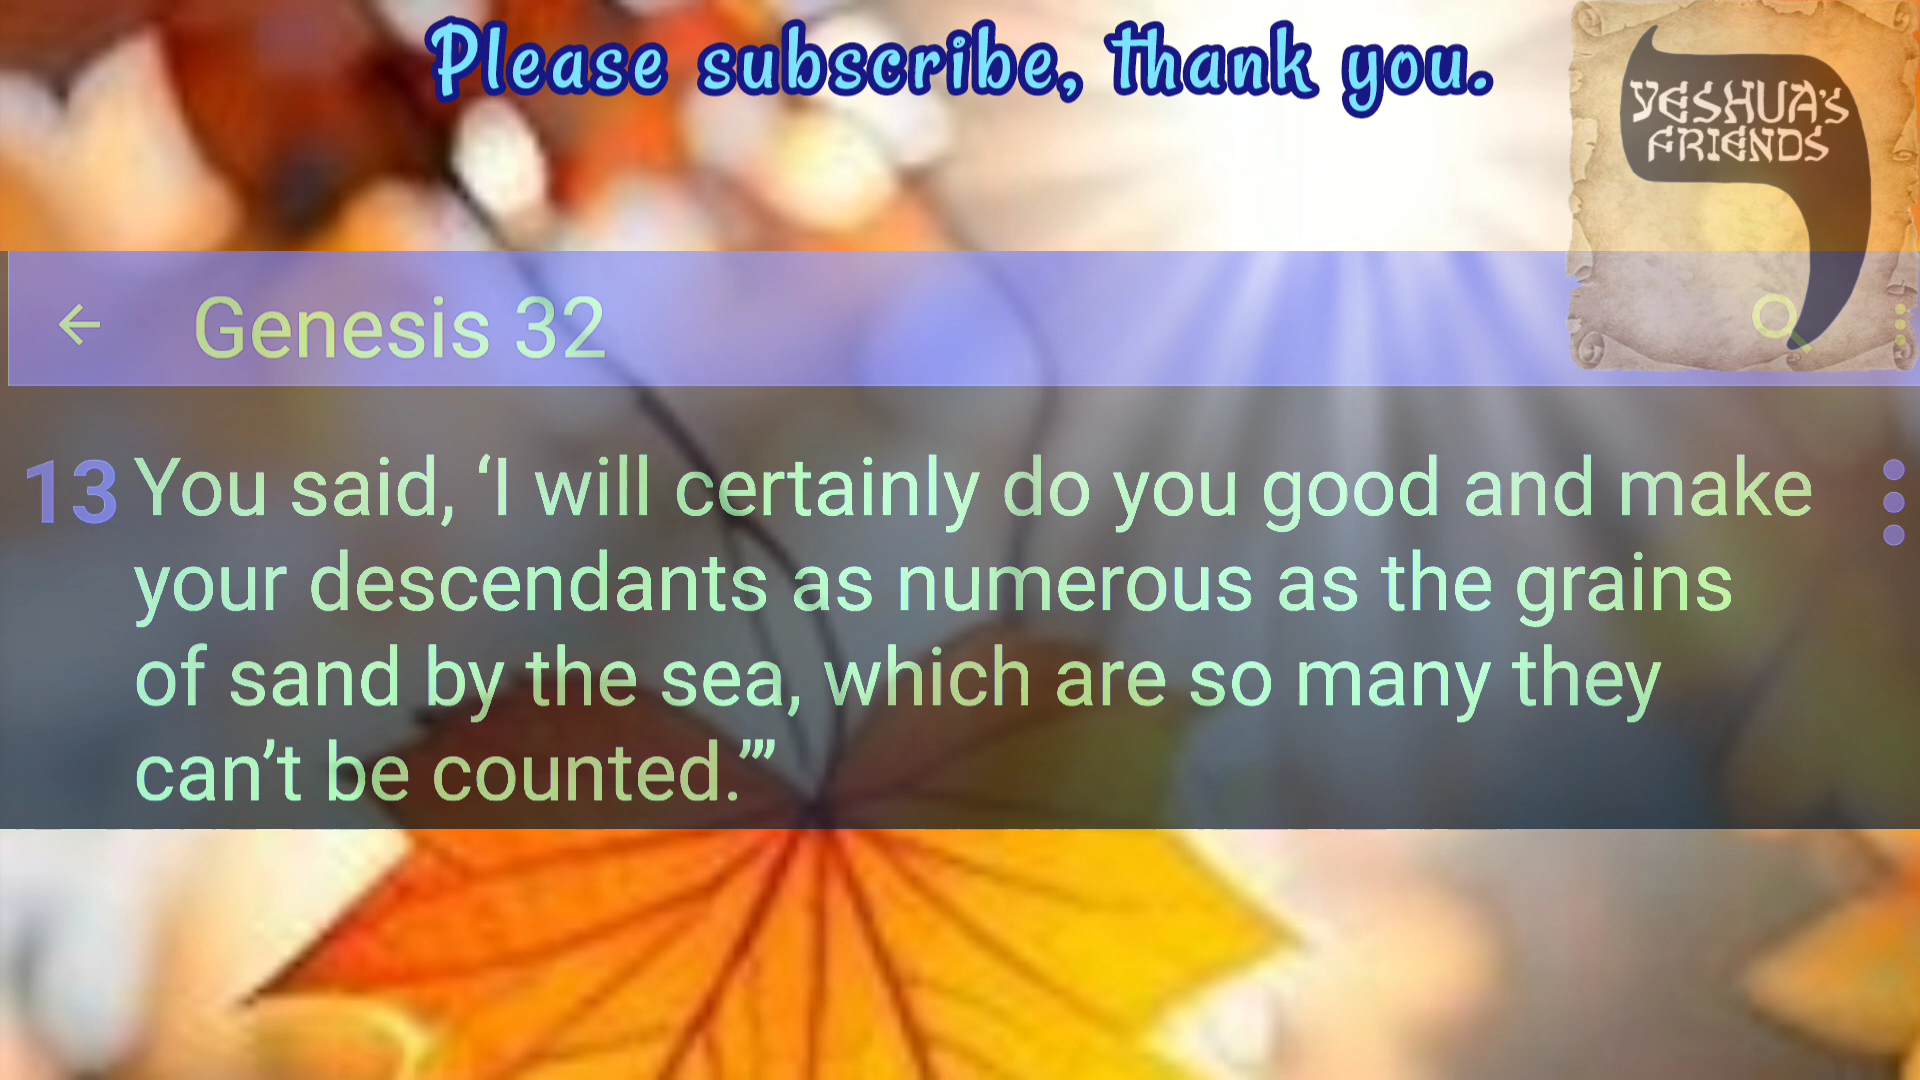 Please subscribe, thank you.
YESHUA'S
FRIENDS
Genesis 32
13 You said, ‘I will certainly do you good and make
your descendants as numerous as the grains
of sand by the sea, which are so many they
can’t be counted.’”